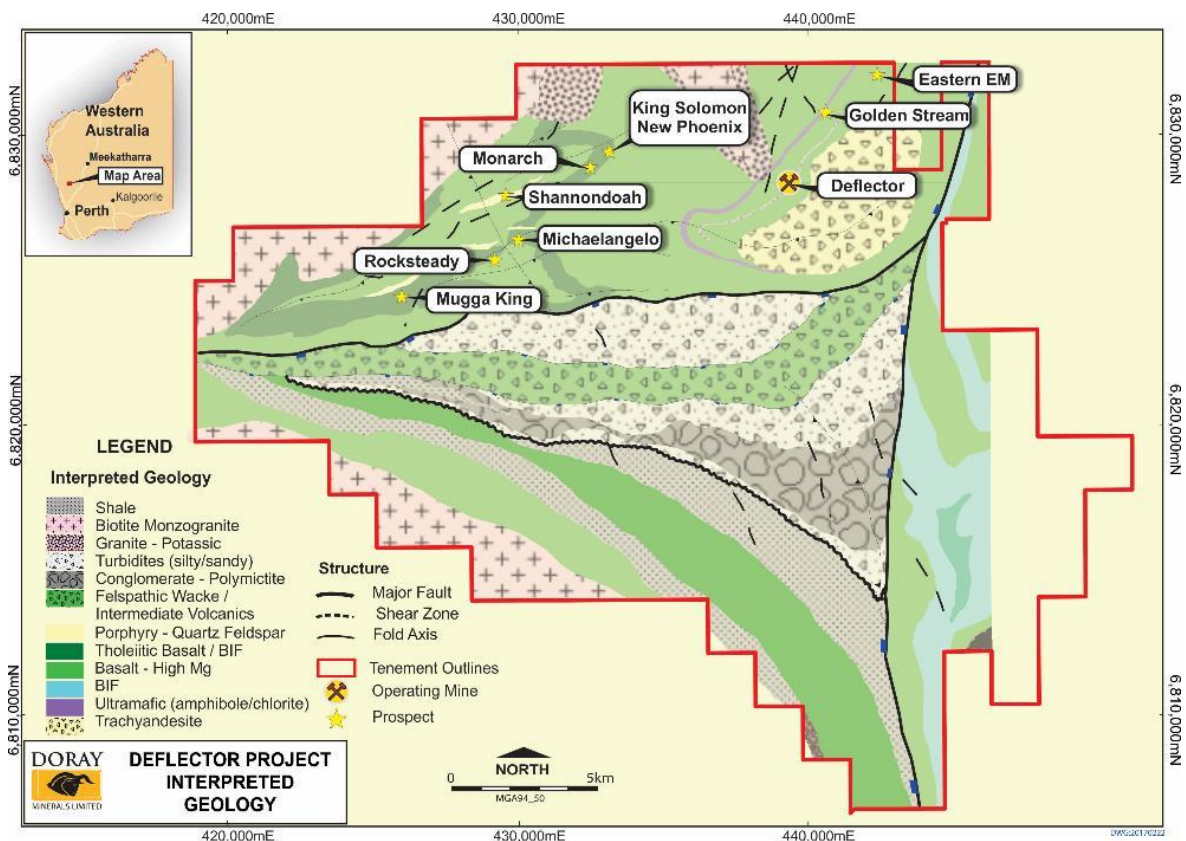 420,000mE
430,000mE
440,000mE
6,830,000mN
6,820,000mN
6,810,000mN
Western
Australia
Meekatharra
Map Area
Kalgoorlie
Perth
Eastern EM
King Solomon
New Phoenix
Golden Stream
Monarch
Deflector
Shannondoah
Michaelangelo
Rocksteady
Mugga King
6,830,000mN
6,820,000mN
6,810,000mN
LEGEND
Interpreted Geology
Shale
Biotite Monzogranite
Granite - Potassic
Turbidites (silty/sandy)
Conglomerate - Polymictite
Felspathic Wacke /
Intermediate Volcanics
Porphyry - Quartz Feldspar
Tholeiitic Basalt / BIF
Basalt - High Mg
BIF
Ultramafic (amphibole/chlorite)
Trachyandesite
Structure
Major Fault
Shear Zone
Fold Axis
Tenement Outlines
Operating Mine
Prospect
DORAY
MINERALS LIMITED
DEFLECTOR PROJECT
INTERPRETED
GEOLOGY
NORTH
0 5km
MGA94_50
420,000mE
430,000mE
440,000mE
DWG:20170222